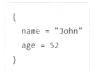 {
  name = "John"
  age = 52
}